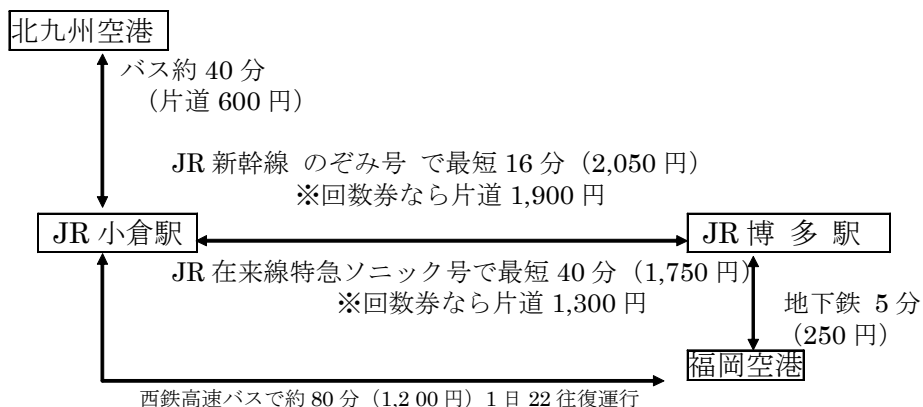 北九州空港
バス約 40 分
（片道 600 円）
JR 新幹線 のぞみ号 で最短 16 分（2,050 円）
※回数券なら片道 1,900 円
JR 小倉駅
JR 博 多 駅
JR 在来線特急ソニック号で最短 40 分（1,750 円）
※回数券なら片道 1,300 円
地下鉄 5 分
（250 円）
福岡空港
西鉄高速バスで約 80 分（1,2 00 円）1 日 22 往復運行